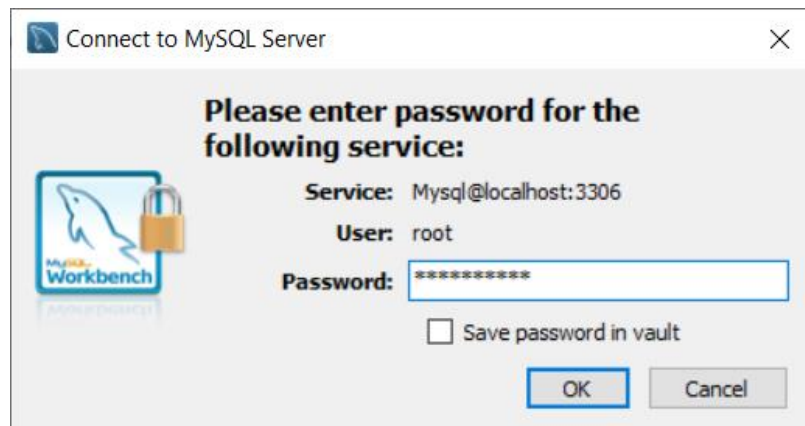 Connect to MySQL Server
Please enter password for the
following service:
Service: Mysql@localhost:3306
User: root
MySQL
Workbench
Password: **********
Save password in vault
OK Cancel